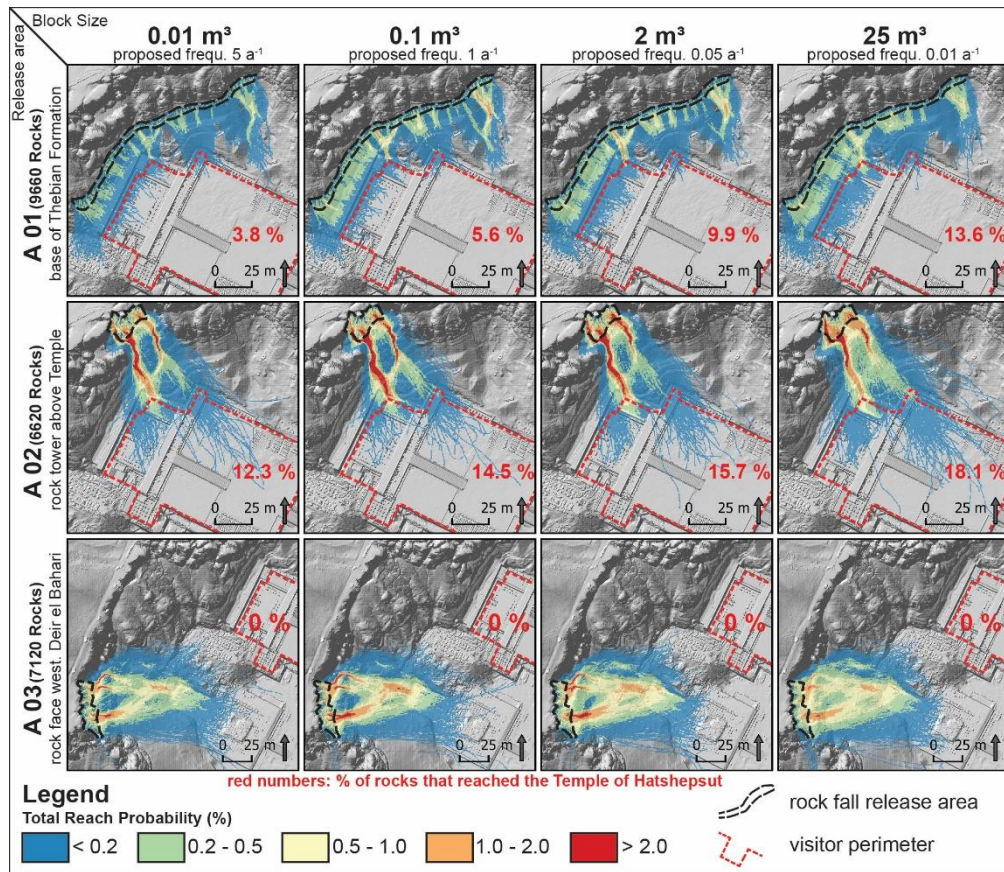 Block Size
Release area
0.01 m³
proposed frequ. 5 a⁻¹
0.1 m³
proposed frequ. 1 a⁻¹
2 m³
proposed frequ. 0.05 a⁻¹
25 m³
proposed frequ. 0.01 a⁻¹
A 01 (9660 Rocks)
base of Thebian Formation
3.8 %
0 25 m
5.6 %
0 25 m
9.9 %
0 25 m
13.6 %
0 25 m
A 02 (6620 Rocks)
rock tower above Temple
12.3 %
0 25 m
14.5 %
0 25 m
15.7 %
0 25 m
18.1 %
0 25 m
A 03 (7120 Rocks)
rock face west. Deir el Bahari
0 %
0 25 m
0 %
0 25 m
0 %
0 25 m
0 %
0 25 m
red numbers: % of rocks that reached the Temple of Hatshepsut
Legend
Total Reach Probability (%)
< 0.2
0.2 - 0.5
0.5 - 1.0
1.0 - 2.0
> 2.0
rock fall release area
visitor perimeter